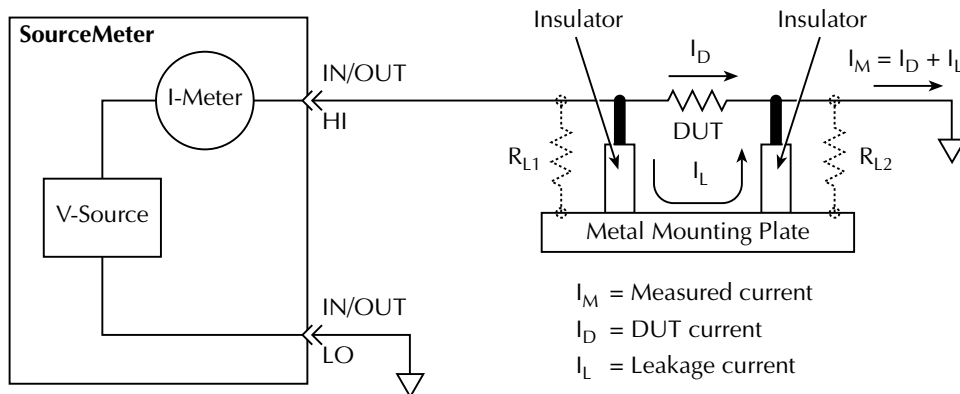 SourceMeter
I-Meter
V-Source
IN/OUT
HI
IN/OUT
LO
Insulator
Insulator
I_D
I_M = I_D + I_L
DUT
R_L1
I_L
R_L2
Metal Mounting Plate
I_M = Measured current
I_D = DUT current
I_L = Leakage current